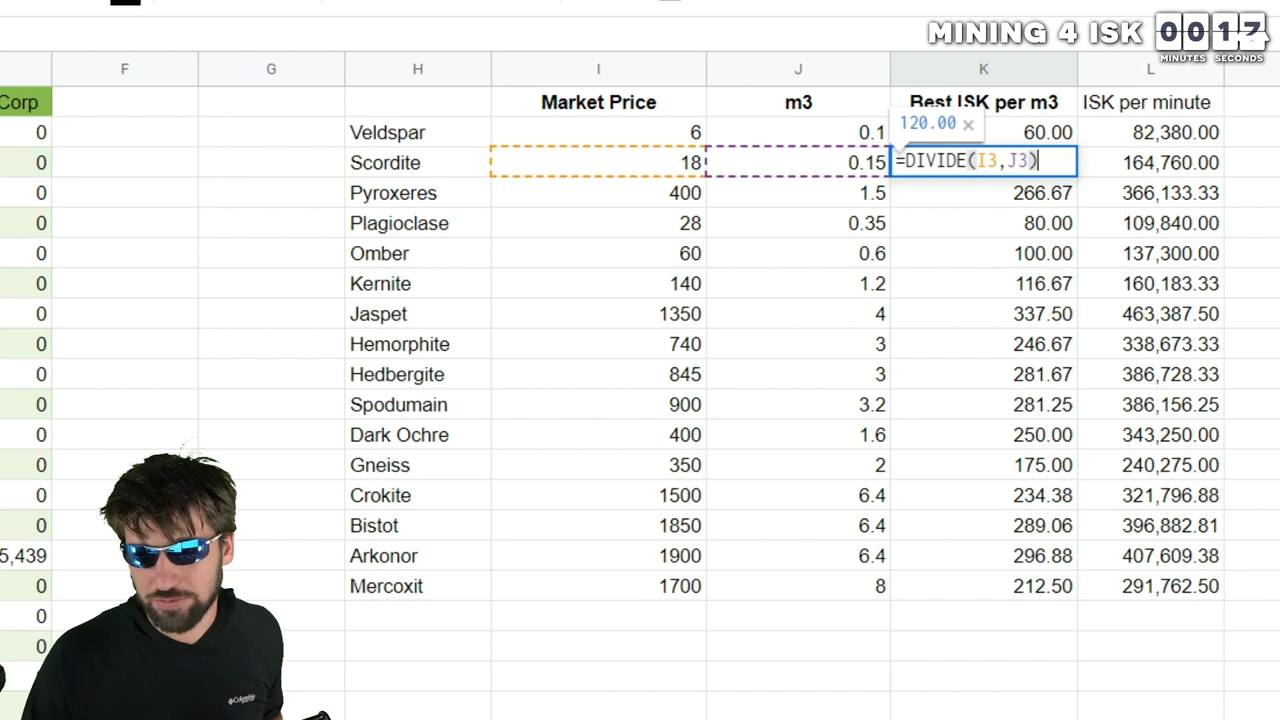 MINING 4 ISK 00 17
MINUTES SECONDS
F G H I J K L
Corp Market Price m3 Best ISK per m3 ISK per minute
120.00 ×
0 Veldspar 6 0.1 60.00 82,380.00
0 Scordite 18 0.15 =DIVIDE(I3,J3) 164,760.00
0 Pyroxeres 400 1.5 266.67 366,133.33
0 Plagioclase 28 0.35 80.00 109,840.00
0 Omber 60 0.6 100.00 137,300.00
0 Kernite 140 1.2 116.67 160,183.33
0 Jaspet 1350 4 337.50 463,387.50
0 Hemorphite 740 3 246.67 338,673.33
0 Hedbergite 845 3 281.67 386,728.33
0 Spodumain 900 3.2 281.25 386,156.25
0 Dark Ochre 400 1.6 250.00 343,250.00
0 Gneiss 350 2 175.00 240,275.00
0 Crokite 1500 6.4 234.38 321,796.88
0 Bistot 1850 6.4 289.06 396,882.81
5,439 Arkonor 1900 6.4 296.88 407,609.38
0 Mercoxit 1700 8 212.50 291,762.50
0
0
Columbia